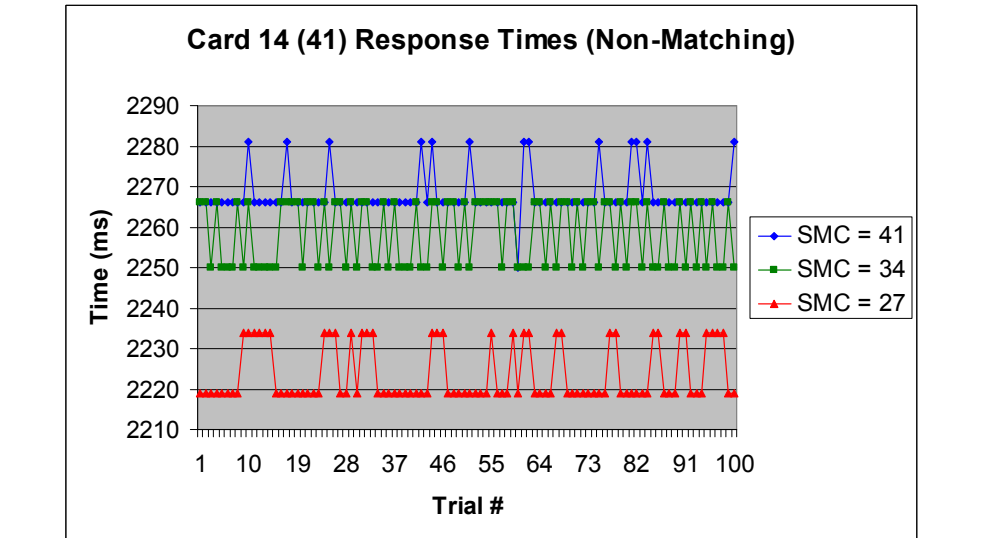 Card 14 (41) Response Times (Non-Matching)
2290
2280
2270
2260
2250
2240
2230
2220
2210
Time (ms)
1 10 19 28 37 46 55 64 73 82 91 100
Trial #
SMC = 41
SMC = 34
SMC = 27